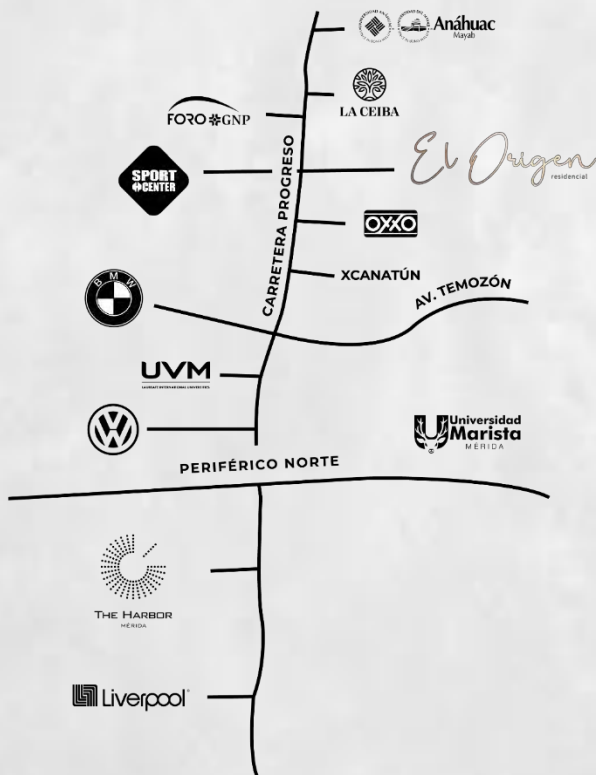 Anáhuac
Mayab
LA CEIBA
FORO GNP
El Origen
residencial
SPORT
CENTER
CARRETERA PROGRESO
OXXO
XCANATÚN
AV. TEMOZÓN
BMW
UVM
Universidad
Marista
MÉRIDA
PERIFÉRICO NORTE
THE HARBOR
MÉRIDA
Liverpool